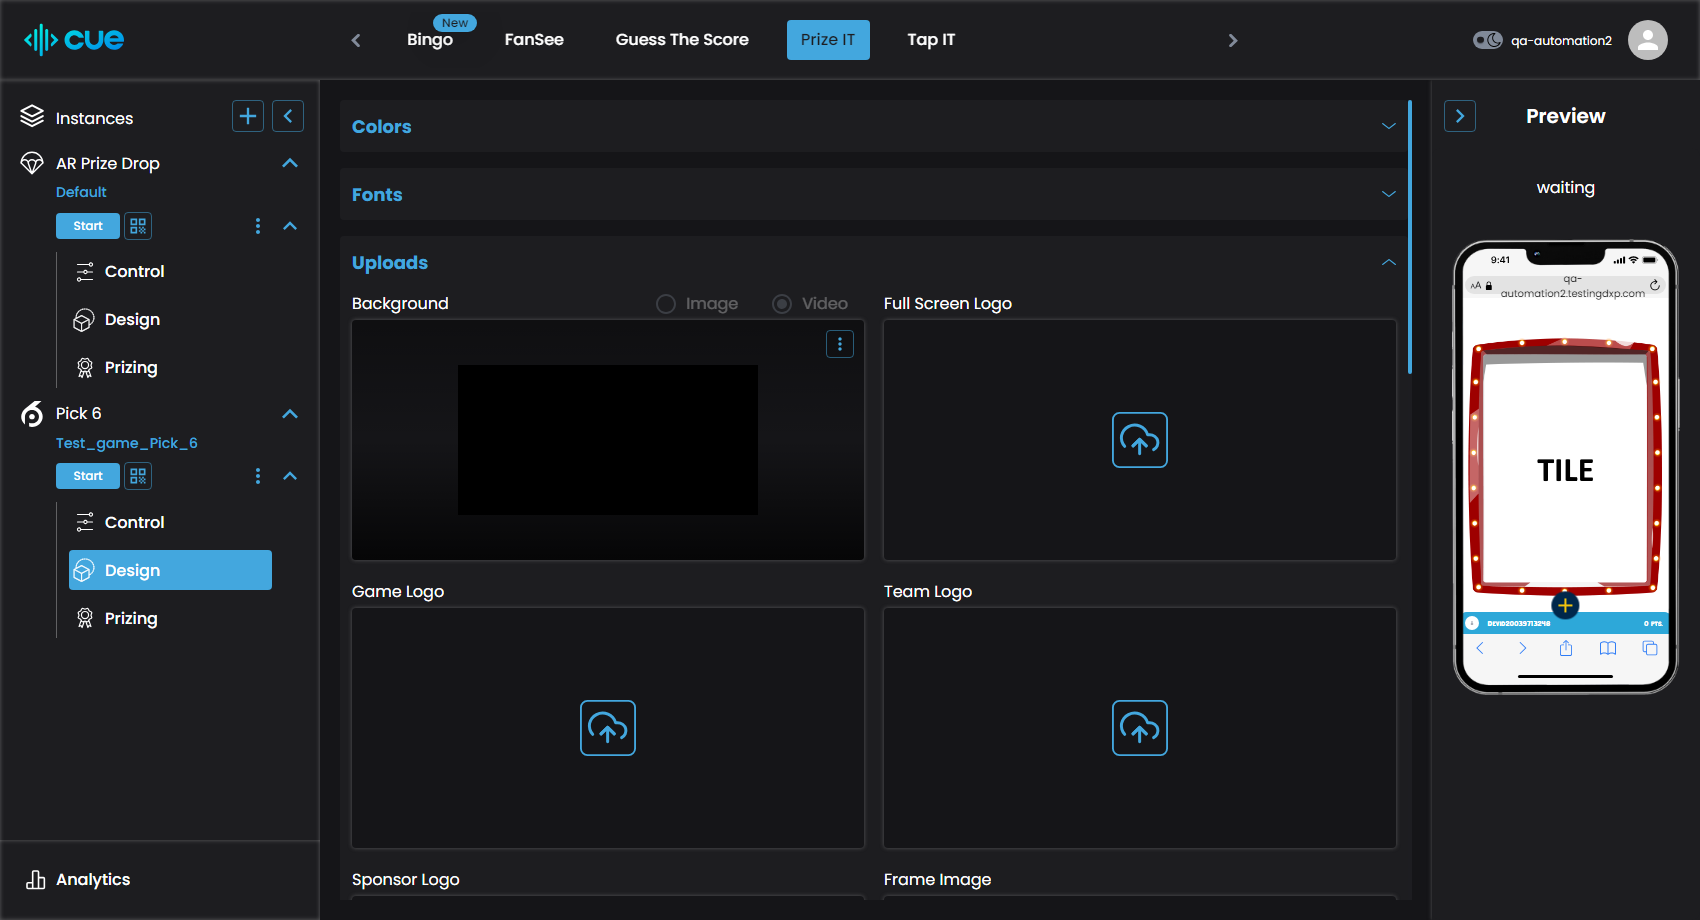 cue
New
Bingo
FanSee
Guess The Score
Prize IT
Tap IT
qa-automation2
Instances
AR Prize Drop
Default
Start
Control
Design
Prizing
Pick 6
Test_game_Pick_6
Start
Control
Design
Prizing
Analytics
Colors
Fonts
Uploads
Background
Image
Video
Full Screen Logo
Game Logo
Team Logo
Sponsor Logo
Frame Image
Preview
waiting
9:41
AA
qa-
automation2.testingdxp.com
TILE
DEVID20039713248
0 PTS.